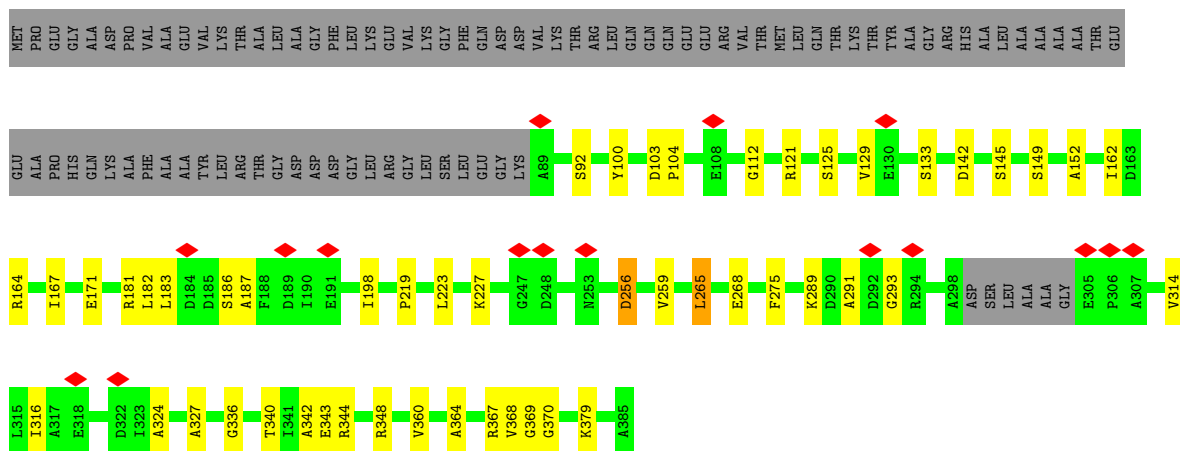 MET PRO GLU GLY ALA ASP PRO VAL ALA ALA GLU VAL LYS THR ALA LEU ALA GLY PHE LEU LYS GLU VAL LYS GLY PHE GLN ASP ASP VAL LYS THR ARG LEU GLN GLN GLN GLU GLU ARG VAL THR MET LEU GLN THR LYS THR TYR ALA GLY ARG HIS ALA LEU ALA ALA ALA ALA THR GLU
GLU ALA PRO HIS GLN LYS ALA PHE ALA ALA TYR LEU ARG THR GLY ASP ASP ASP GLY LEU ARG GLY LEU SER LEU GLU GLY LYS A89 S92 Y100 D103 P104 E108 G112 R121 S125 V129 E130 S133 D142 S145 S149 A152 I162 D163
R164 I167 E171 R181 L182 L183 D184 D185 S186 A187 F188 D189 I190 E191 I198 P219 L223 K227 G247 D248 N253 D256 V259 L265 E268 F275 K289 D290 A291 D292 G293 R294 A298 ASP SER LEU ALA ALA GLY E305 P306 A307 V314
L315 I316 A317 E318 D322 I323 A324 A327 G336 T340 I341 A342 E343 R344 R348 V360 A364 R367 V368 G369 G370 K379 A385